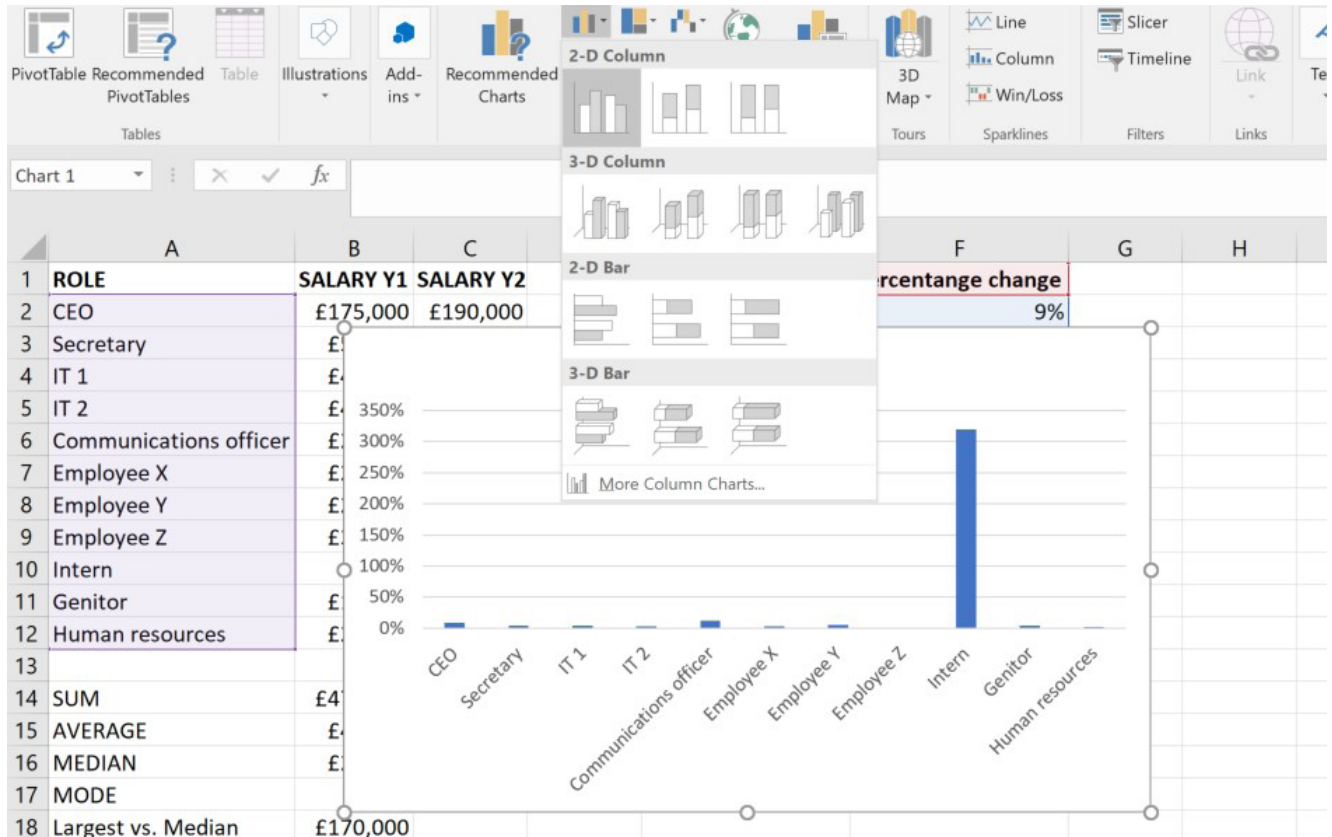 PivotTable Recommended PivotTables
Table
Illustrations
Add-ins
Recommended Charts
3D Map
Line
Column
Win/Loss
Slicer
Timeline
Link
Tables
Tours
Sparklines
Filters
Links
2-D Column
3-D Column
2-D Bar
3-D Bar
More Column Charts...
Chart 1
fx
A B C F G H
1 ROLE SALARY Y1 SALARY Y2 ercentange change
2 CEO £175,000 £190,000 9%
3 Secretary
4 IT 1
5 IT 2
6 Communications officer
7 Employee X
8 Employee Y
9 Employee Z
10 Intern
11 Genitor
12 Human resources
13
14 SUM
15 AVERAGE
16 MEDIAN
17 MODE
18 Largest vs. Median £170,000
350%
300%
250%
200%
150%
100%
50%
0%
CEO
Secretary
IT 1
IT 2
Communications officer
Employee X
Employee Y
Employee Z
Intern
Genitor
Human resources